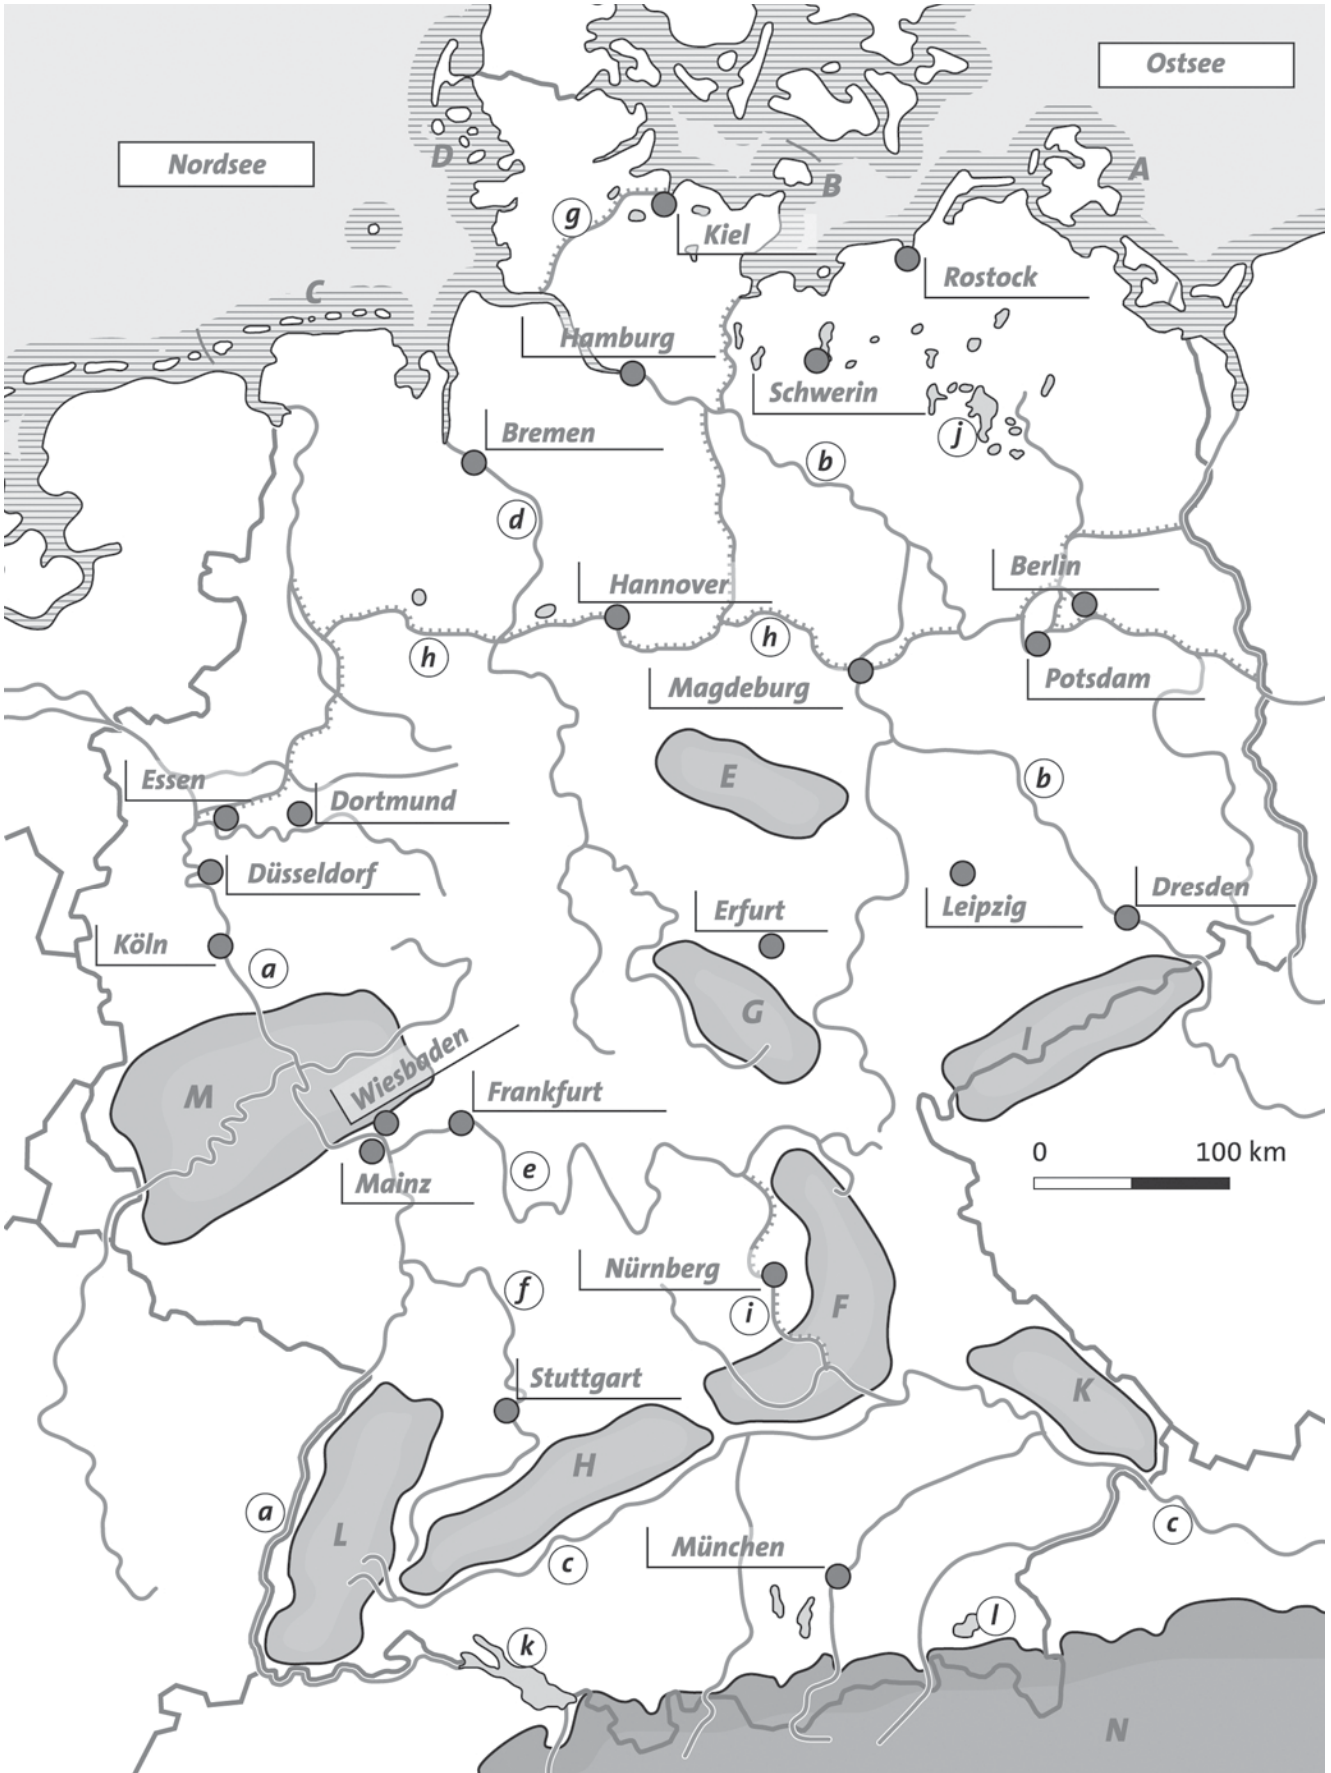 Ostsee
Nordsee
D
A
B
g
Kiel
Rostock
C
Hamburg
Schwerin
Bremen
j
b
d
Berlin
Hannover
h
h
Potsdam
Magdeburg
E
b
Essen
Dortmund
Düsseldorf
Dresden
Erfurt
Leipzig
Köln
a
G
I
M
Wiesbaden
Frankfurt
0 100 km
e
Mainz
Nürnberg
f
i
F
Stuttgart
K
H
a
L
c
München
c
k
l
N